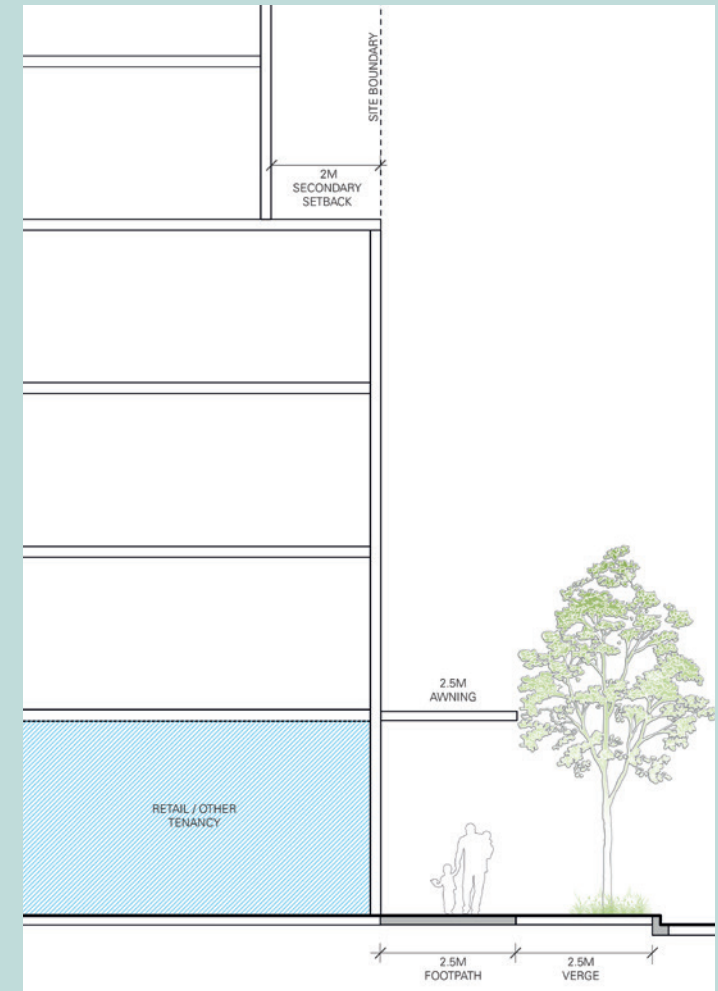 SITE BOUNDARY
2M
SECONDARY
SETBACK
2.5M
AWNING
RETAIL / OTHER
TENANCY
2.5M
FOOTPATH
2.5M
VERGE